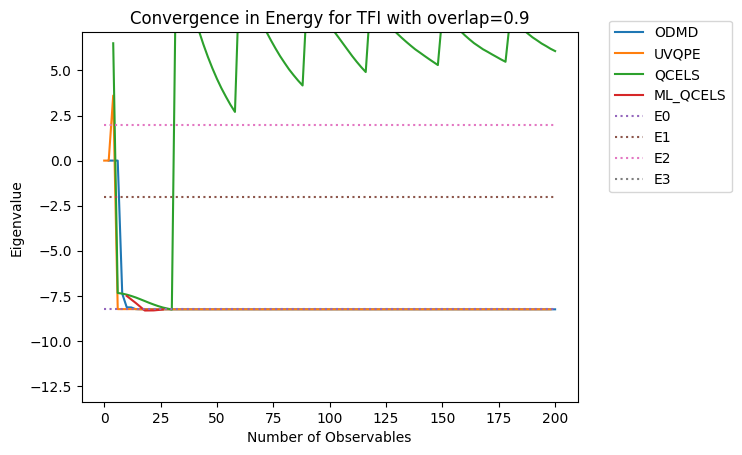 Convergence in Energy for TFI with overlap=0.9
Eigenvalue
5.0
2.5
0.0
−2.5
−5.0
−7.5
−10.0
−12.5
0
25
50
75
100
125
150
175
200
Number of Observables
ODMD
UVQPE
QCELS
ML_QCELS
E0
E1
E2
E3